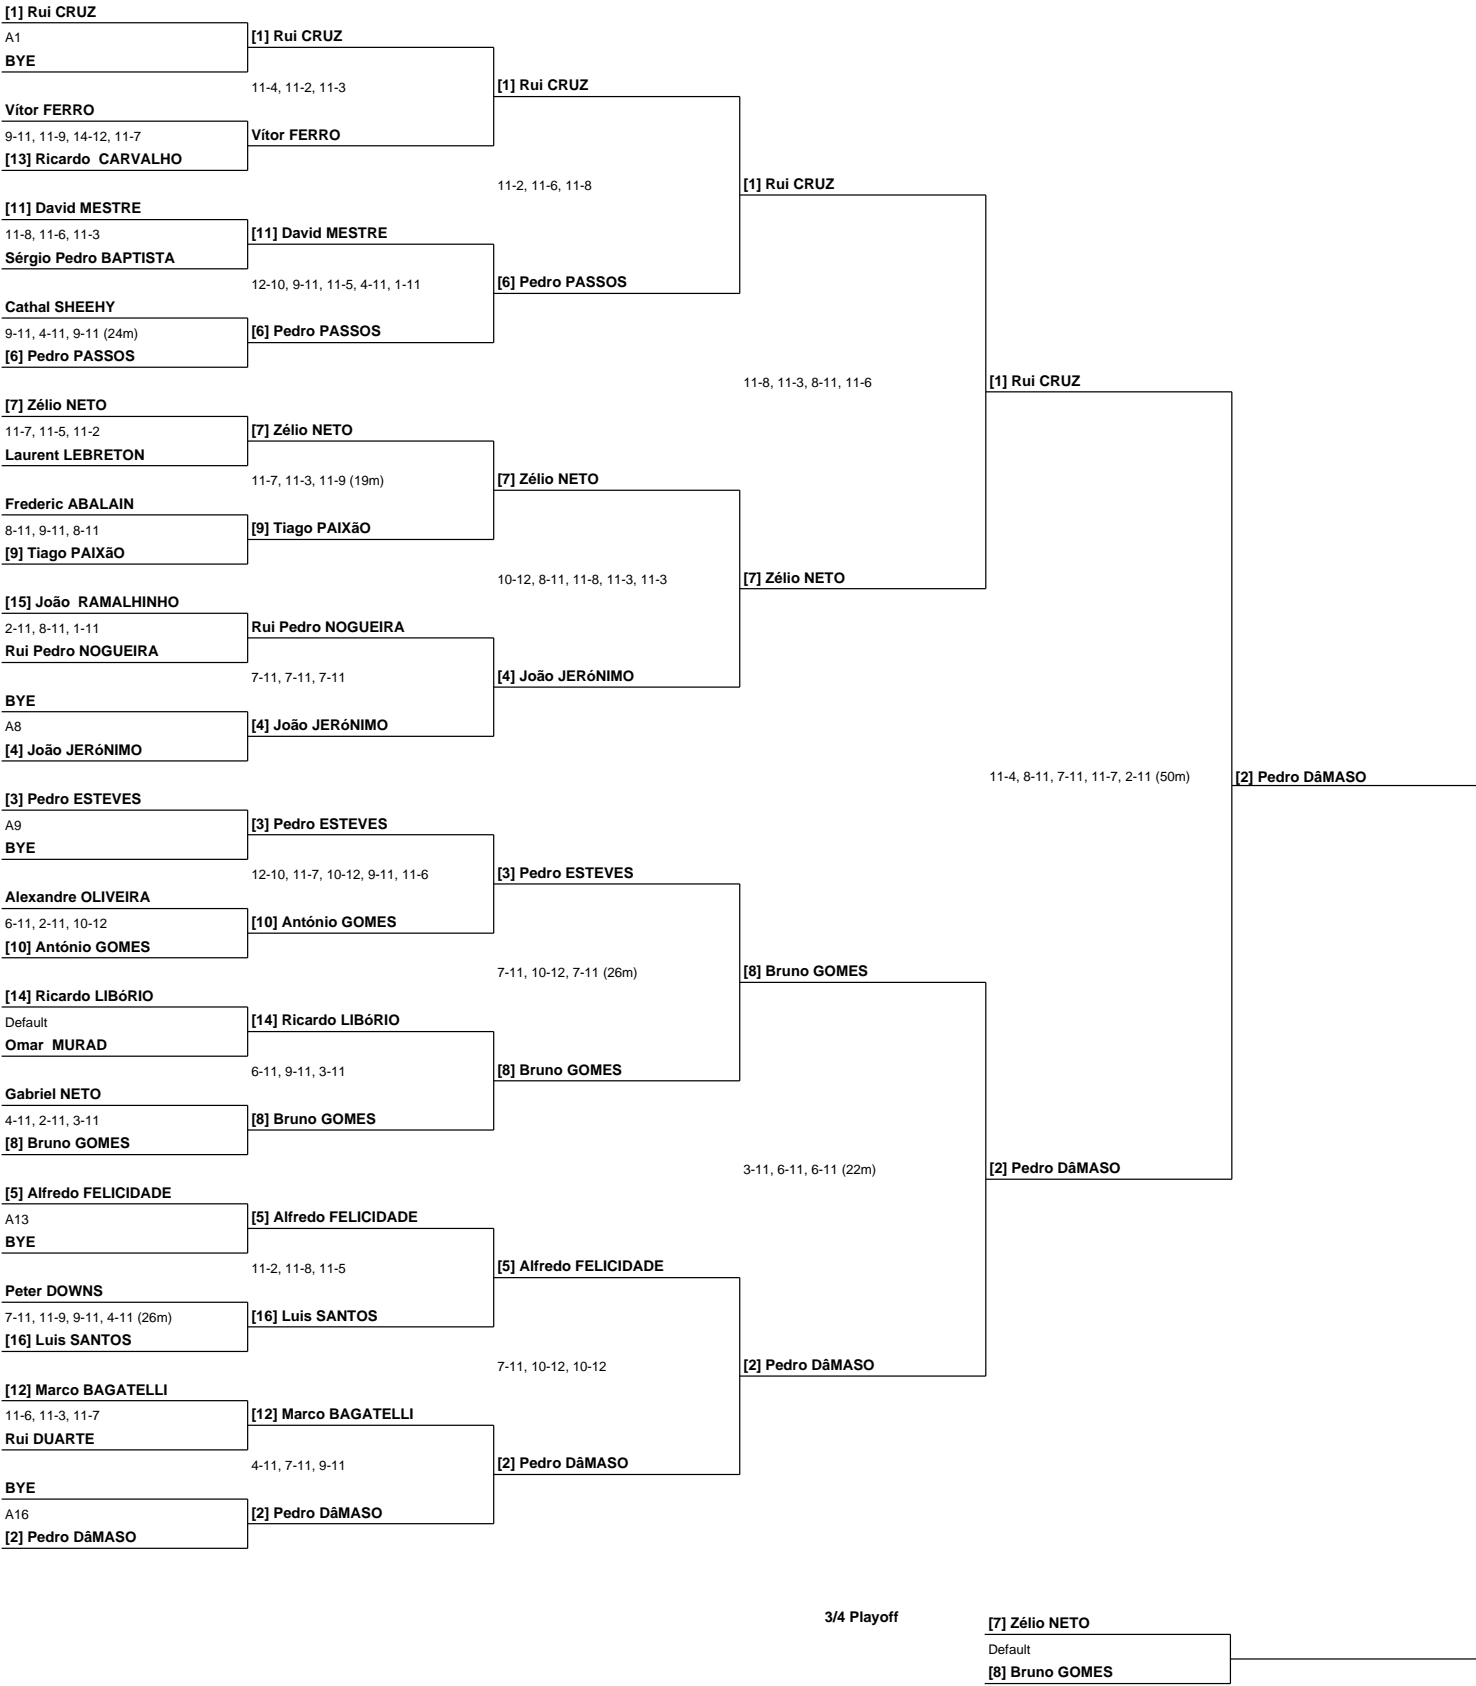 [1] Rui CRUZ
A1
BYE
Vítor FERRO
9-11, 11-9, 14-12, 11-7
[13] Ricardo  CARVALHO
[11] David MESTRE
11-8, 11-6, 11-3
Sérgio Pedro BAPTISTA
Cathal SHEEHY
9-11, 4-11, 9-11 (24m)
[6] Pedro PASSOS
[7] Zélio NETO
11-7, 11-5, 11-2
Laurent LEBRETON
Frederic ABALAIN
8-11, 9-11, 8-11
[9] Tiago PAIXãO
[15] João  RAMALHINHO
2-11, 8-11, 1-11
Rui Pedro NOGUEIRA
BYE
A8
[4] João JERóNIMO
[3] Pedro ESTEVES
A9
BYE
Alexandre OLIVEIRA
6-11, 2-11, 10-12
[10] António GOMES
[14] Ricardo LIBóRIO
Default
Omar  MURAD
Gabriel NETO
4-11, 2-11, 3-11
[8] Bruno GOMES
[5] Alfredo FELICIDADE
A13
BYE
Peter DOWNS
7-11, 11-9, 9-11, 4-11 (26m)
[16] Luis SANTOS
[12] Marco BAGATELLI
11-6, 11-3, 11-7
Rui DUARTE
BYE
A16
[2] Pedro DâMASO
[1] Rui CRUZ
11-4, 11-2, 11-3
Vítor FERRO
[11] David MESTRE
12-10, 9-11, 11-5, 4-11, 1-11
[6] Pedro PASSOS
[7] Zélio NETO
11-7, 11-3, 11-9 (19m)
[9] Tiago PAIXãO
Rui Pedro NOGUEIRA
7-11, 7-11, 7-11
[4] João JERóNIMO
[3] Pedro ESTEVES
12-10, 11-7, 10-12, 9-11, 11-6
[10] António GOMES
[14] Ricardo LIBóRIO
6-11, 9-11, 3-11
[8] Bruno GOMES
[5] Alfredo FELICIDADE
11-2, 11-8, 11-5
[16] Luis SANTOS
[12] Marco BAGATELLI
4-11, 7-11, 9-11
[2] Pedro DâMASO
[1] Rui CRUZ
11-2, 11-6, 11-8
[6] Pedro PASSOS
[7] Zélio NETO
10-12, 8-11, 11-8, 11-3, 11-3
[4] João JERóNIMO
[3] Pedro ESTEVES
7-11, 10-12, 7-11 (26m)
[8] Bruno GOMES
[5] Alfredo FELICIDADE
7-11, 10-12, 10-12
[2] Pedro DâMASO
[1] Rui CRUZ
11-8, 11-3, 8-11, 11-6
[7] Zélio NETO
[8] Bruno GOMES
3-11, 6-11, 6-11 (22m)
[2] Pedro DâMASO
[1] Rui CRUZ
11-4, 8-11, 7-11, 11-7, 2-11 (50m)
[2] Pedro DâMASO
[2] Pedro DâMASO
3/4 Playoff
[7] Zélio NETO
Default
[8] Bruno GOMES